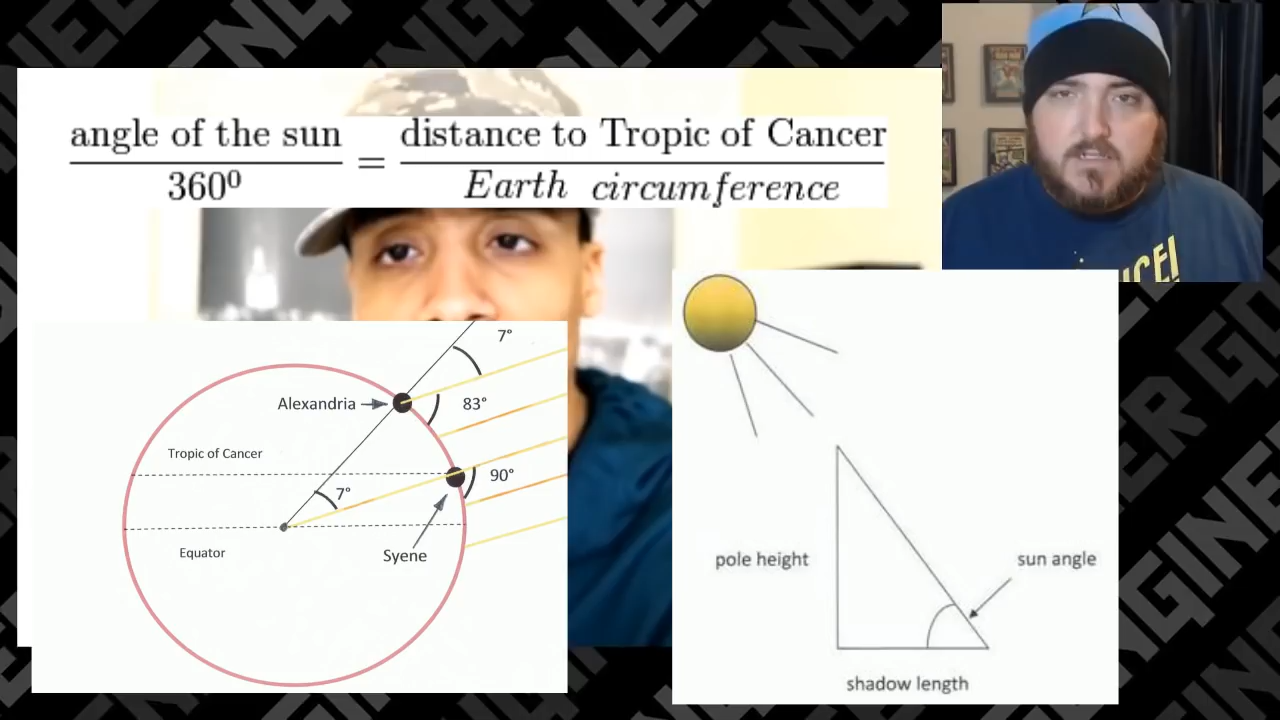 angle of the sun
360⁰
=
distance to Tropic of Cancer
Earth circumference
7°
Alexandria
83°
Tropic of Cancer
90°
7°
Equator
Syene
pole height
sun angle
shadow length